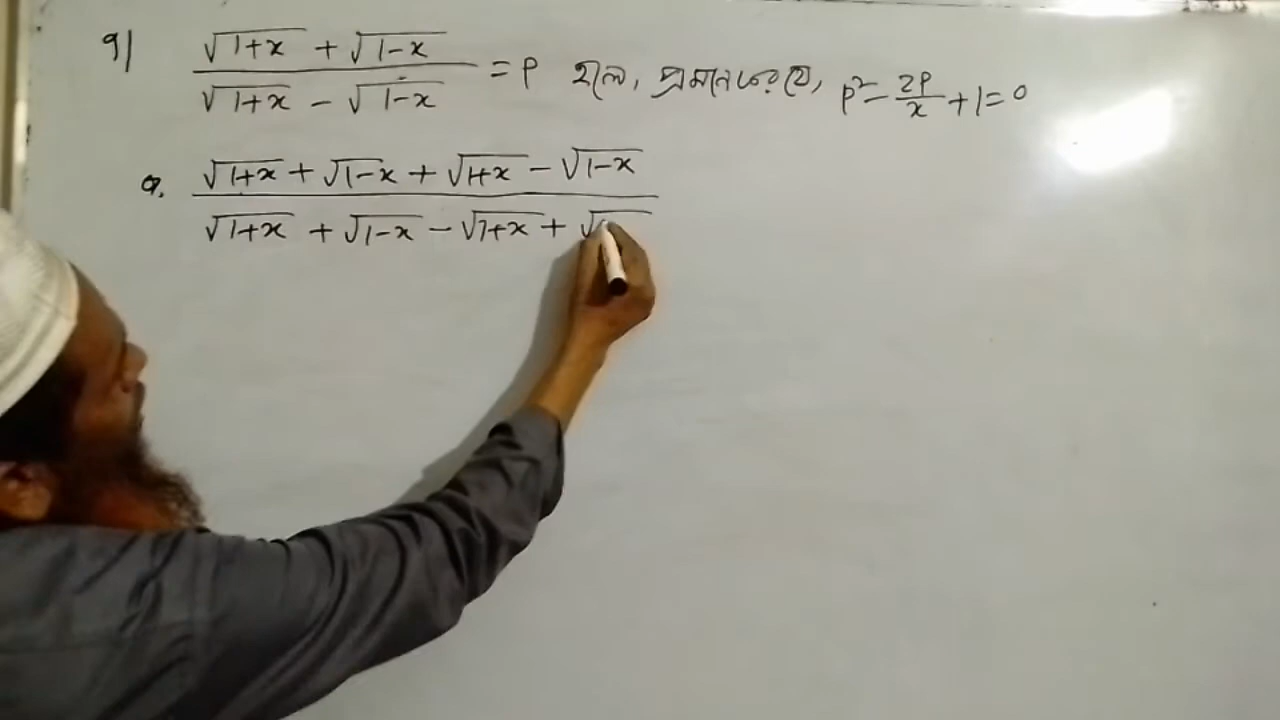 ৭| (√(1+x) + √(1-x)) / (√(1+x) - √(1-x)) = P হলে, প্রমান করো যে, P² - 2P/x + 1 = 0
(√(1+x) + √(1-x) + √(1+x) - √(1-x)) / (√(1+x) + √(1-x) - √(1+x) + √